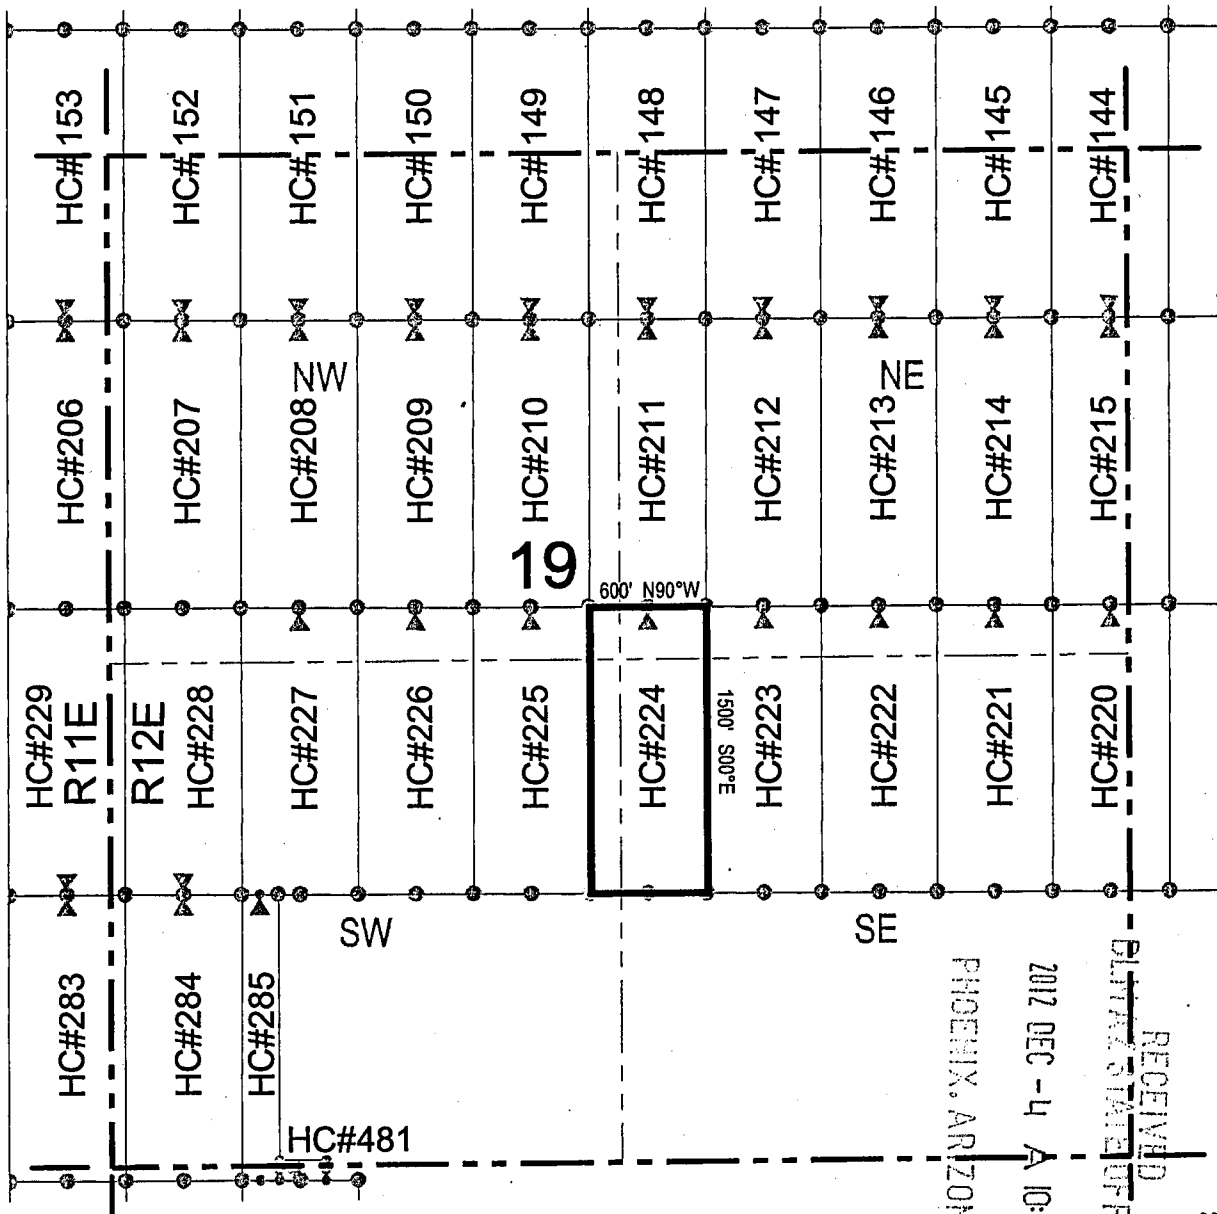 HC# 153
HC# 152
HC# 151
HC# 150
HC# 149
HC# 148
HC# 147
HC# 146
HC# 145
HC# 144
NW
NE
HC#206
HC#207
HC#208
HC#209
HC#210
HC#211
HC#212
HC#213
HC#214
HC#215
19
600' N90°W
HC#229
R11E
R12E
HC#228
HC#227
HC#226
HC#225
HC#224
1500' S00°E
HC#223
HC#222
HC#221
HC#220
SW
SE
HC#283
HC#284
HC#285
HC#481
RECEIVED
2012 DEC -4 A 10:
PHOENIX, ARIZON